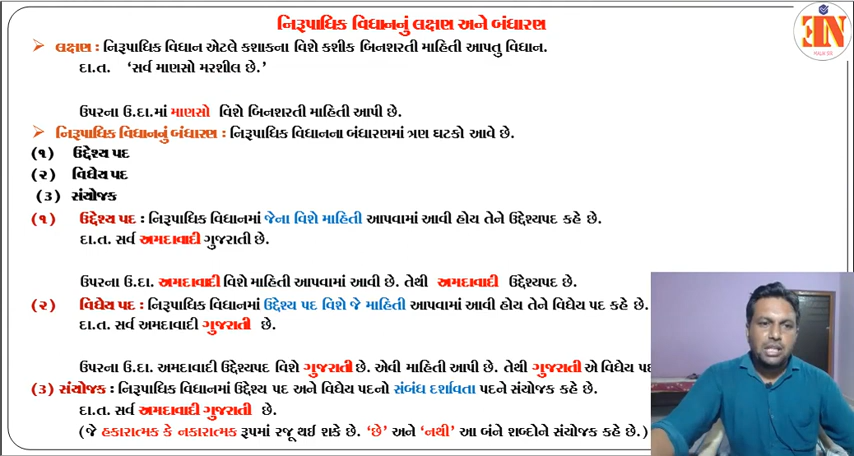 નિરૂપાધિક વિધાનનું લક્ષણ અને બંધારણ
EN
MALIK SIR
➢ લક્ષણ : નિરૂપાધિક વિધાન એટલે કશાકના વિશે કશીક બિનશરતી માહિતી આપતુ વિધાન.
દા.ત. ‘સર્વ માણસો મરશીલ છે.’
ઉપરના ઉ.દા.માં માણસો વિશે બિનશરતી માહિતી આપી છે.
➢ નિરૂપાધિક વિધાનનું બંધારણ : નિરૂપાધિક વિધાનના બંધારણમાં ત્રણ ઘટકો આવે છે.
(૧) ઉદ્દેશ્ય પદ
(૨) વિધેય પદ
(૩) સંયોજક
(૧) ઉદ્દેશ્ય પદ : નિરૂપાધિક વિધાનમાં જેના વિશે માહિતી આપવામાં આવી હોય તેને ઉદ્દેશ્યપદ કહે છે.
દા.ત. સર્વ અમદાવાદી ગુજરાતી છે.
ઉપરના ઉ.દા. અમદાવાદી વિશે માહિતી આપવામાં આવી છે. તેથી અમદાવાદી ઉદ્દેશ્યપદ છે.
(૨) વિધેય પદ : નિરૂપાધિક વિધાનમાં ઉદ્દેશ્ય પદ વિશે જે માહિતી આપવામાં આવી હોય તેને વિધેય પદ કહે છે.
દા.ત. સર્વ અમદાવાદી ગુજરાતી છે.
ઉપરના ઉ.દા. અમદાવાદી ઉદ્દેશ્યપદ વિશે ગુજરાતી છે. એવી માહિતી આપી છે. તેથી ગુજરાતી એ વિધેય પદ
(૩) સંયોજક : નિરૂપાધિક વિધાનમાં ઉદ્દેશ્ય પદ અને વિધેય પદનો સંબંધ દર્શાવતા પદને સંયોજક કહે છે.
દા.ત. સર્વ અમદાવાદી ગુજરાતી છે.
(જે હકારાત્મક કે નકારાત્મક રૂપમાં રજૂ થઈ શકે છે. ‘છે’ અને ‘નથી’ આ બંને શબ્દોને સંયોજક કહે છે.)